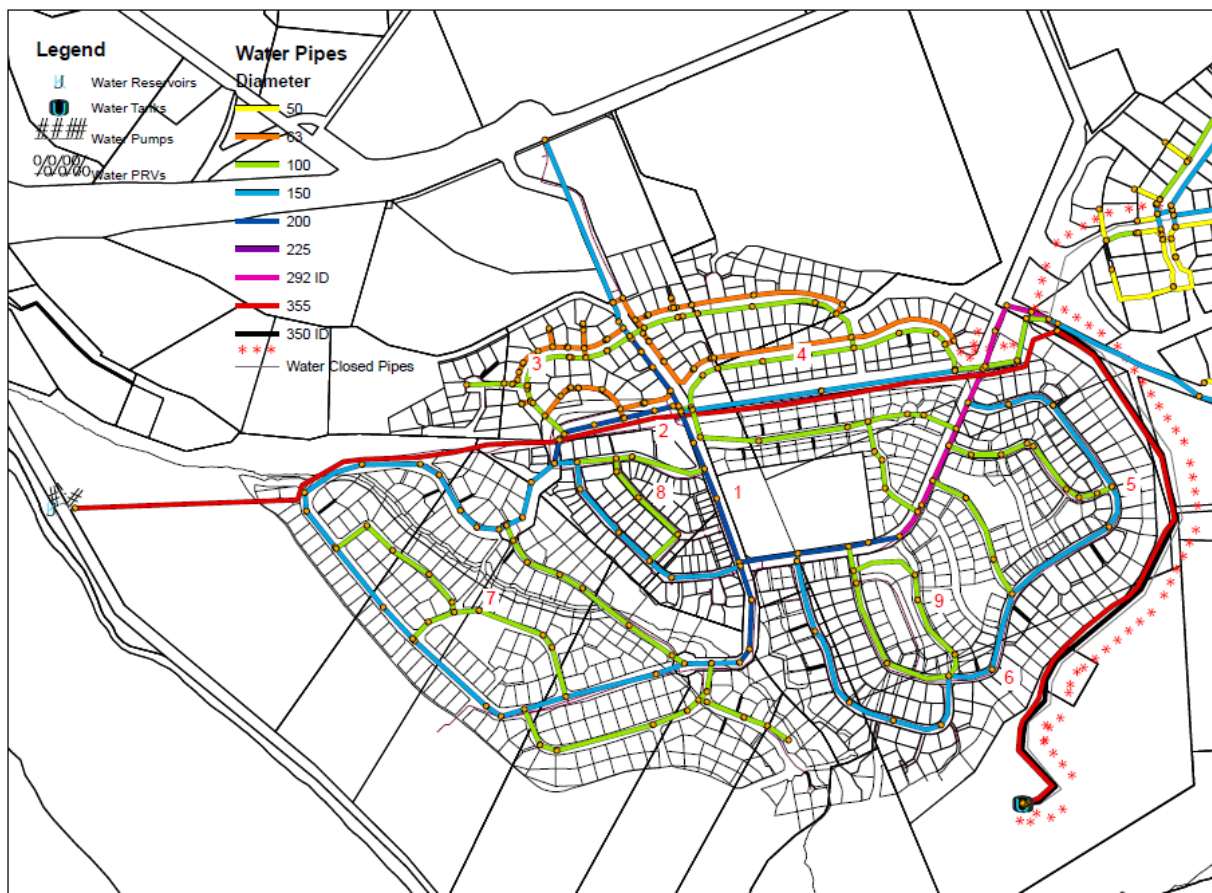 Legend
Water Reservoirs
Water Tanks
Water Pumps
Water PRVs
Water Pipes
Diameter
50
63
100
150
200
225
292 ID
355
350 ID
Water Closed Pipes
3
4
2
5
8
1
7
9
6